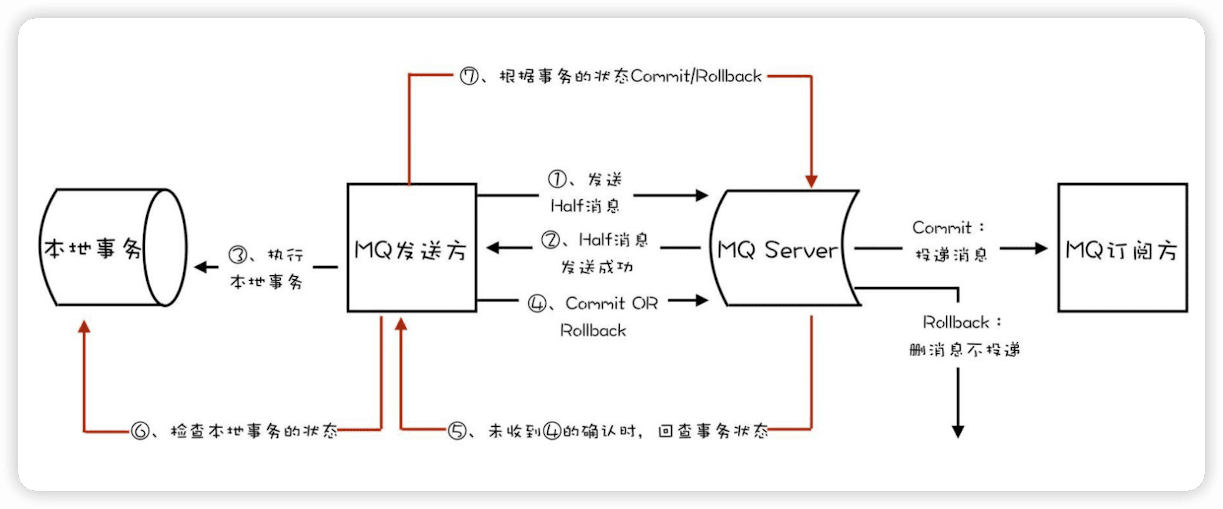 ⑦、根据事务的状态Commit/Rollback
①、发送
Half消息
本地事务
③、执行
本地事务
MQ发送方
②、Half消息
发送成功
④、Commit OR
Rollback
MQ Server
Commit：
投递消息
MQ订阅方
Rollback：
删消息不投递
⑥、检查本地事务的状态
⑤、未收到④的确认时，回查事务状态